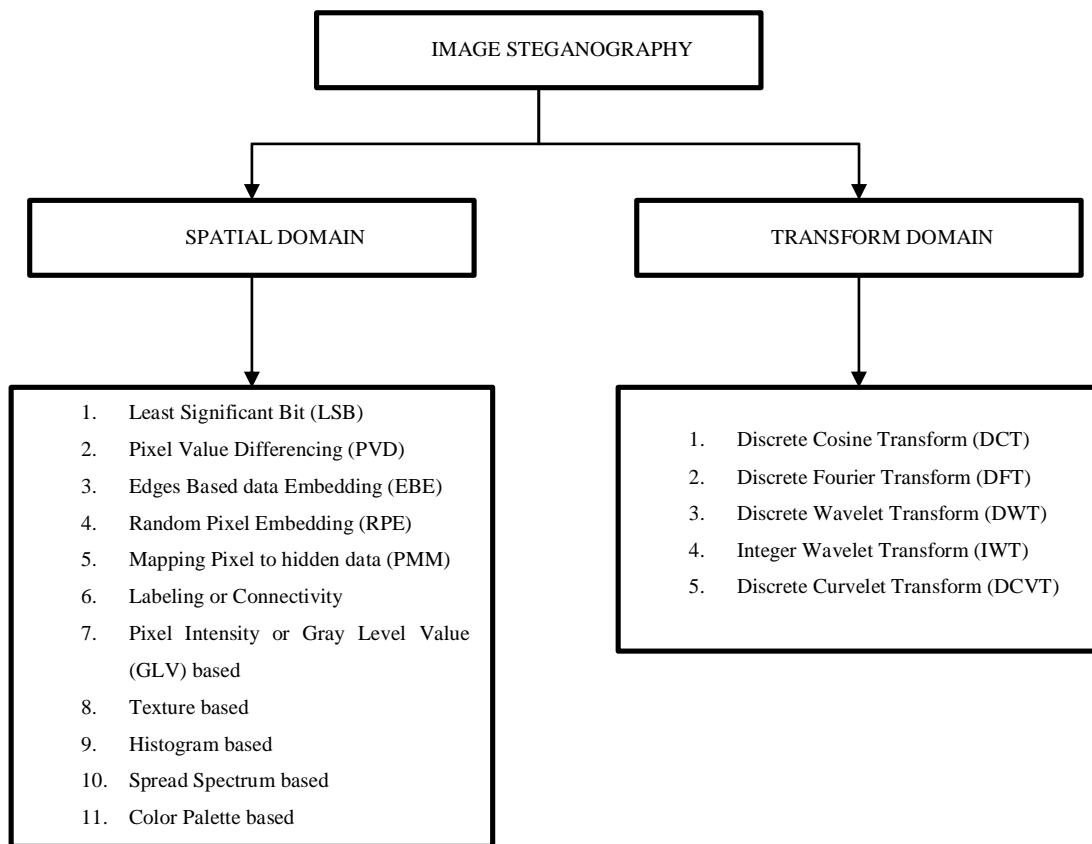 IMAGE STEGANOGRAPHY
SPATIAL DOMAIN
TRANSFORM DOMAIN
1. Least Significant Bit (LSB)
2. Pixel Value Differencing (PVD)
3. Edges Based data Embedding (EBE)
4. Random Pixel Embedding (RPE)
5. Mapping Pixel to hidden data (PMM)
6. Labeling or Connectivity
7. Pixel Intensity or Gray Level Value
(GLV) based
8. Texture based
9. Histogram based
10. Spread Spectrum based
11. Color Palette based
1. Discrete Cosine Transform (DCT)
2. Discrete Fourier Transform (DFT)
3. Discrete Wavelet Transform (DWT)
4. Integer Wavelet Transform (IWT)
5. Discrete Curvelet Transform (DCVT)